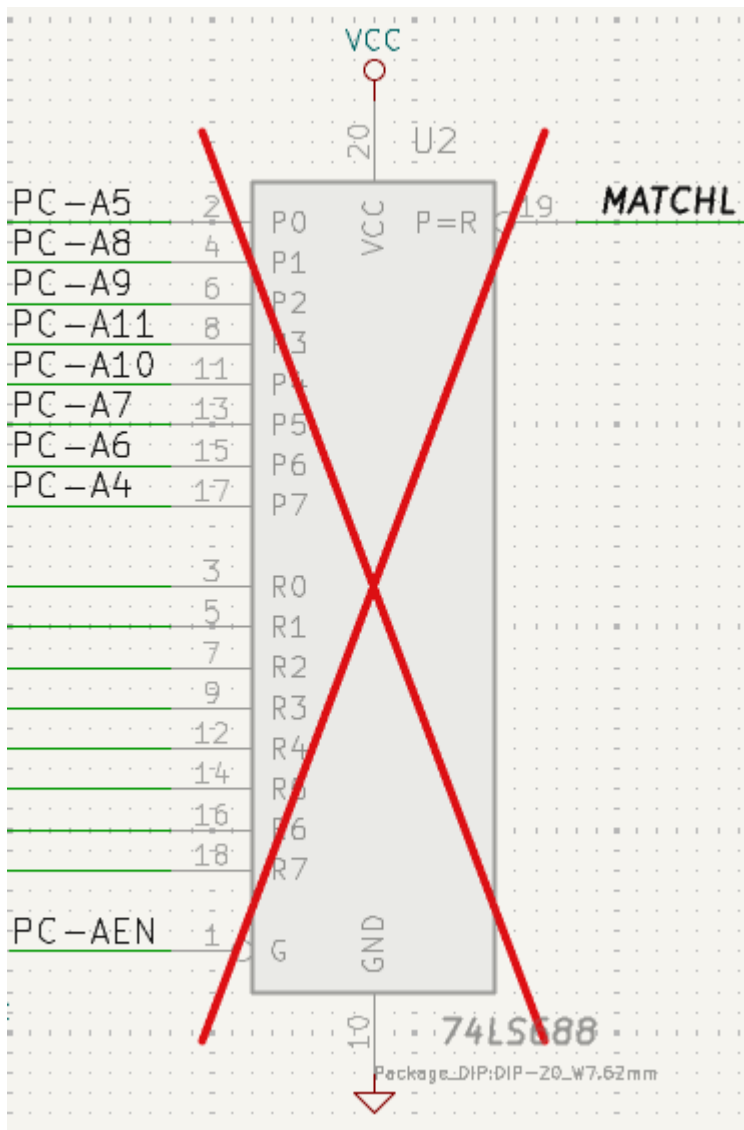 VCC
20
U2
PC-A5 2 P0 VCC P=R 19 MATCHL
PC-A8 4 P1
PC-A9 6 P2
PC-A11 8 P3
PC-A10 11 P4
PC-A7 13 P5
PC-A6 15 P6
PC-A4 17 P7
3 R0
5 R1
7 R2
9 R3
12 R4
14 R5
16 R6
18 R7
PC-AEN 1 G GND
10
74LS688
Package_DIP:DIP-20_W7.62mm